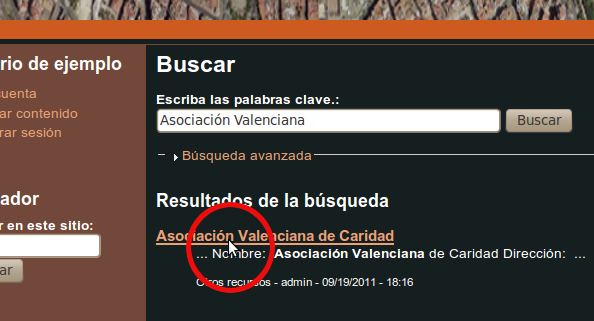 rio de ejemplo
cuenta
ar contenido
rar sesión
ador
r en este sitio:
ar
Buscar
Escriba las palabras clave.:
Asociación Valenciana
Buscar
Búsqueda avanzada
Resultados de la búsqueda
Asociación Valenciana de Caridad
... Nombre: Asociación Valenciana de Caridad Dirección: ...
Otros recursos - admin - 09/19/2011 - 18:16